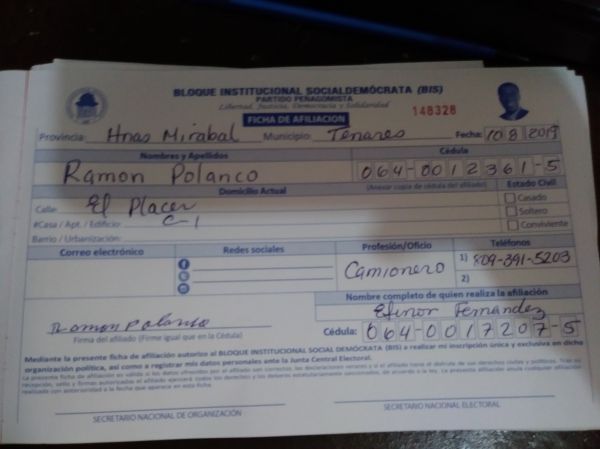 BLOQUE INSTITUCIONAL SOCIALDEMÓCRATA (BIS)
PARTIDO PEÑAGOMISTA
Libertad, Justicia, Democracia y Solidaridad
FICHA DE AFILIACION
148328
Provincia: Hnas Mirabal Municipio: Tenares Fecha: 10 8 2019
Nombres y Apellidos Cédula
Ramon Polanco 064-0012361-5
Domicilio Actual (Anexar copia de cédula del afiliado) Estado Civil
Calle: El Placer Casado
#Casa / Apt. / Edificio: C-1 Soltero
Barrio / Urbanización: Conviviente
Correo electrónico Redes sociales Profesión/Oficio Teléfonos
Camionero 1) 809-391-5203
2)
Nombre completo de quien realiza la afiliación
Efinor Fernandez
Ramon Polanco
Firma del afiliado (Firme igual que en la Cédula) Cédula: 064-0017207-5
Mediante la presente ficha de afiliación autorizo al BLOQUE INSTITUCIONAL SOCIALDEMÓCRATA (BIS) a realizar mi inscripción única y exclusiva en dicha
organización política, así como a registrar mis datos personales ante la Junta Central Electoral.
SECRETARIO NACIONAL DE ORGANIZACIÓN SECRETARIO NACIONAL ELECTORAL